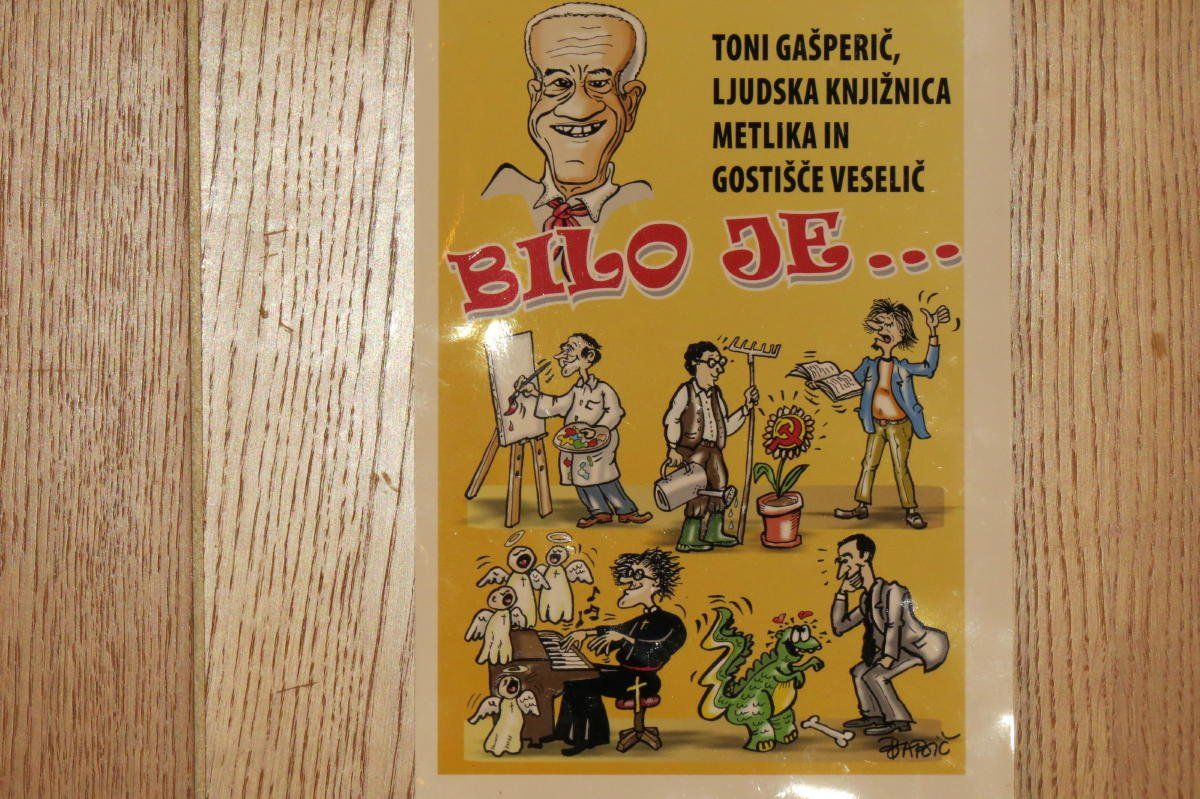 TONI GAŠPERIČ,
LJUDSKA KNJIŽNICA
METLIKA IN
GOSTIŠČE VESELIČ
BILO JE...